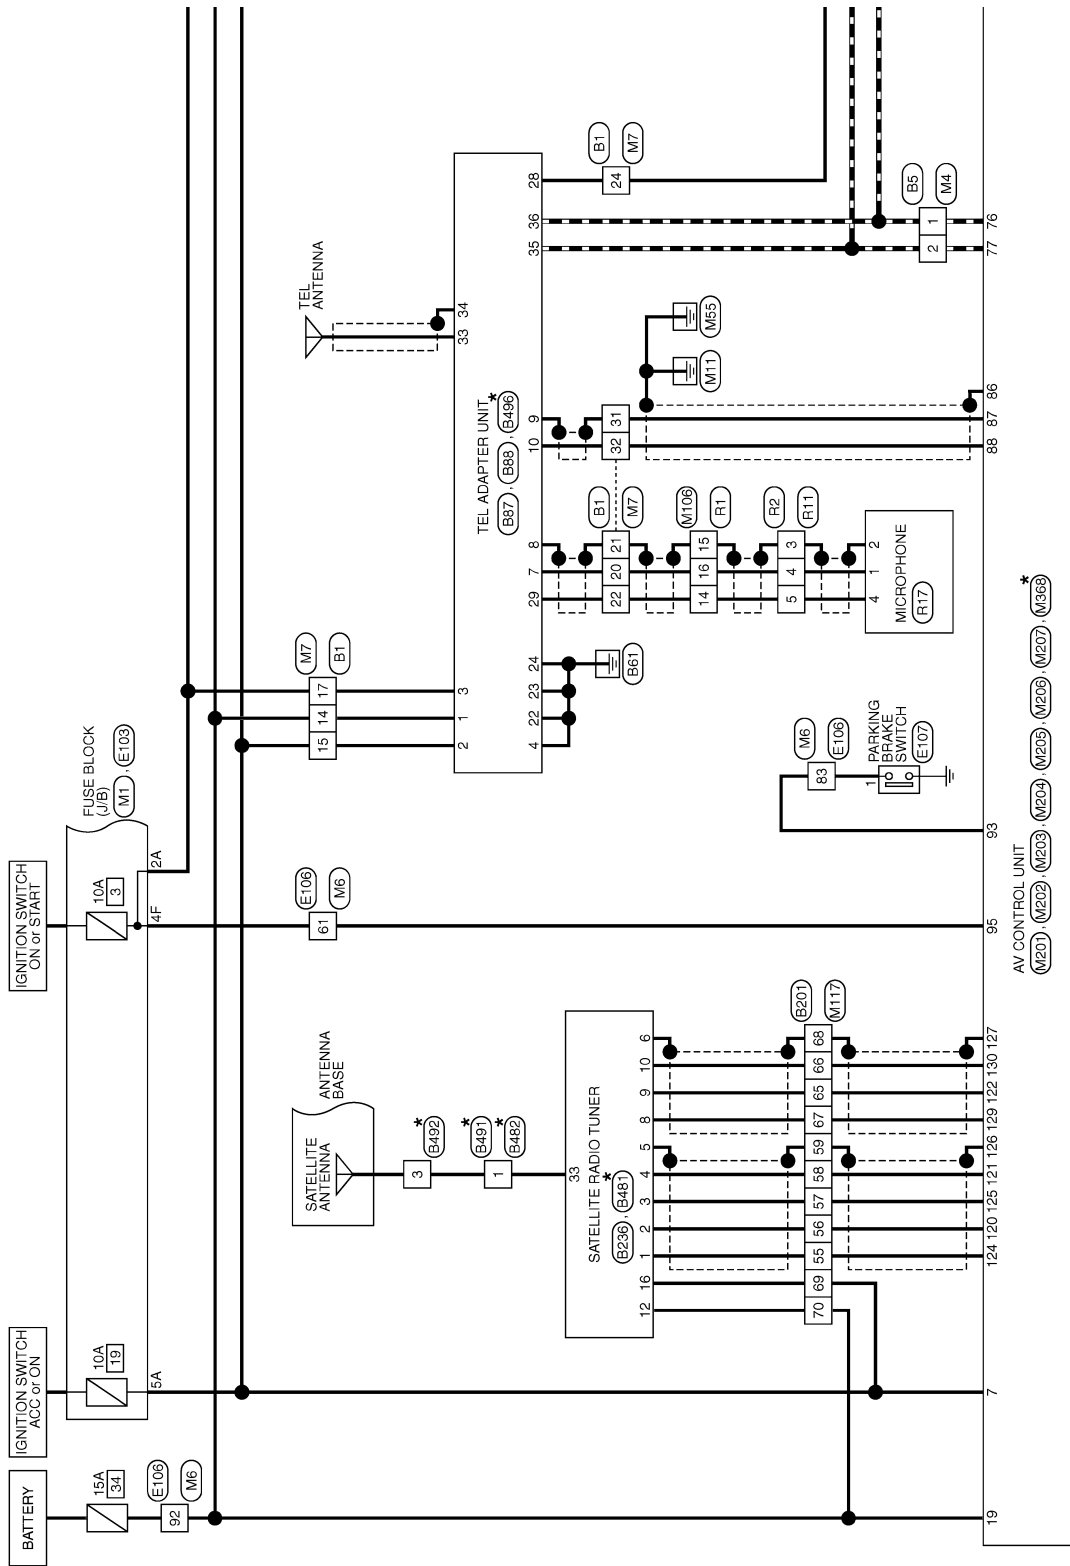 BATTERY
15A
34
E106
92
M6
19
IGNITION SWITCH
ACC or ON
10A
19
5A
7
IGNITION SWITCH
ON or START
10A
3
4F
2A
FUSE BLOCK
(J/B)
M1 , E103
E106
61
M6
95
SATELLITE
ANTENNA
ANTENNA
BASE
3
*
B492
1
*
B491
*
B482
33
SATELLITE RADIO TUNER
*
B236 , B481
12 16 1 2 3 4 5 8 9 10 6
70 69 55 56 57 58 59 67 65 66 68
B201
M117
124 120 125 121 126 129 122 130 127
M7
15 14 17
B1
2 1 3
TEL ANTENNA
33 34
TEL ADAPTER UNIT
*
B87 , B88 , B496
4 22 23 24
29 7 8
10 9
35 36
28
B61
B1
22 20 21
M7
32 31
M106
14 16 15
R1
R2
5 4 3
R11
4 1 2
MICROPHONE
R17
M11
M55
88 87 86
B1
24
M7
B5
2 1
M4
77 76
M6
83
E106
PARKING
BRAKE
SWITCH
1
E107
93
AV CONTROL UNIT
*
M201 , M202 , M203 , M204 , M205 , M206 , M207 , M368